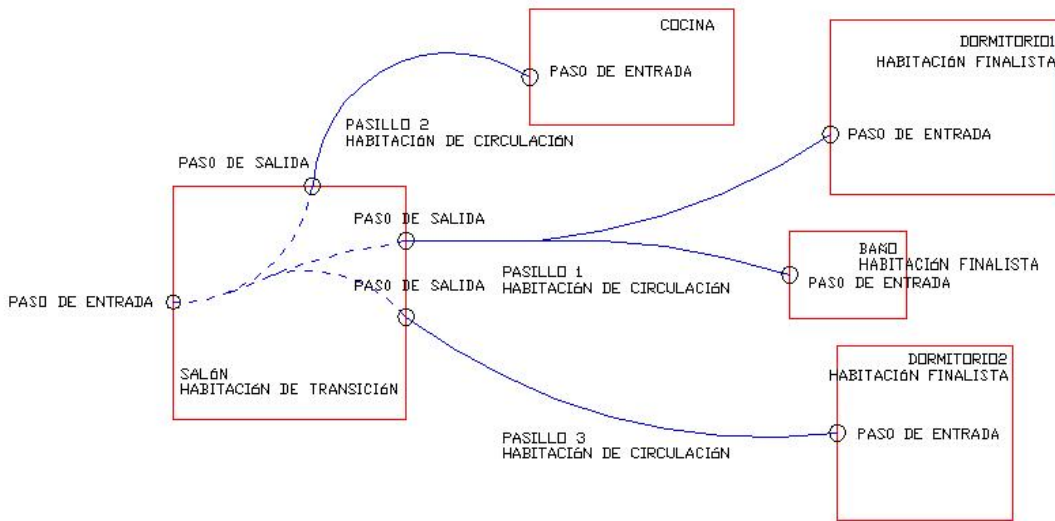 COCINA
PASO DE ENTRADA
DORMITORIO1
HABITACIÓN FINALISTA
PASO DE ENTRADA
PASILLO 2
HABITACIÓN DE CIRCULACIÓN
PASO DE SALIDA
PASO DE SALIDA
BAÑO
HABITACIÓN FINALISTA
PASO DE ENTRADA
PASILLO 1
HABITACIÓN DE CIRCULACIÓN
PASO DE SALIDA
PASO DE ENTRADA
SALÓN
HABITACIÓN DE TRANSICIÓN
DORMITORIO2
HABITACIÓN FINALISTA
PASO DE ENTRADA
PASILLO 3
HABITACIÓN DE CIRCULACIÓN